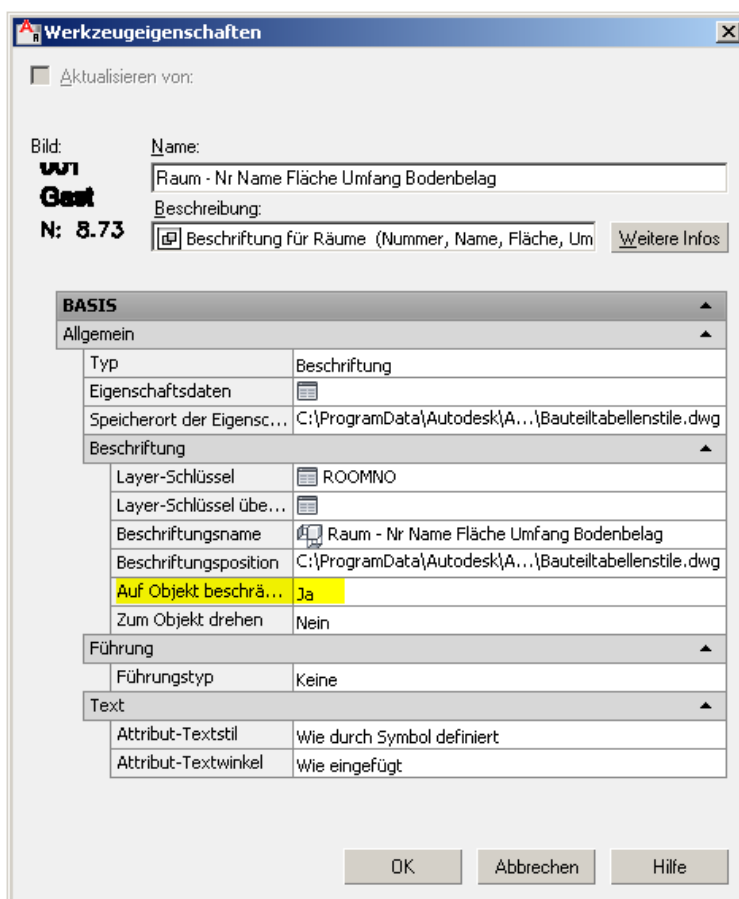 Werkzeugeigenschaften
Aktualisieren von:
Bild:
Name:
001
Gast
N: 8.73
Raum - Nr Name Fläche Umfang Bodenbelag
Beschreibung:
Beschriftung für Räume (Nummer, Name, Fläche, Um
Weitere Infos
BASIS
Allgemein
Typ Beschriftung
Eigenschaftsdaten
Speicherort der Eigensc... C:\ProgramData\Autodesk\A...\Bauteiltabellenstile.dwg
Beschriftung
Layer-Schlüssel ROOMNO
Layer-Schlüssel übe...
Beschriftungsname Raum - Nr Name Fläche Umfang Bodenbelag
Beschriftungsposition C:\ProgramData\Autodesk\A...\Bauteiltabellenstile.dwg
Auf Objekt beschrä... Ja
Zum Objekt drehen Nein
Führung
Führungstyp Keine
Text
Attribut-Textstil Wie durch Symbol definiert
Attribut-Textwinkel Wie eingefügt
OK Abbrechen Hilfe